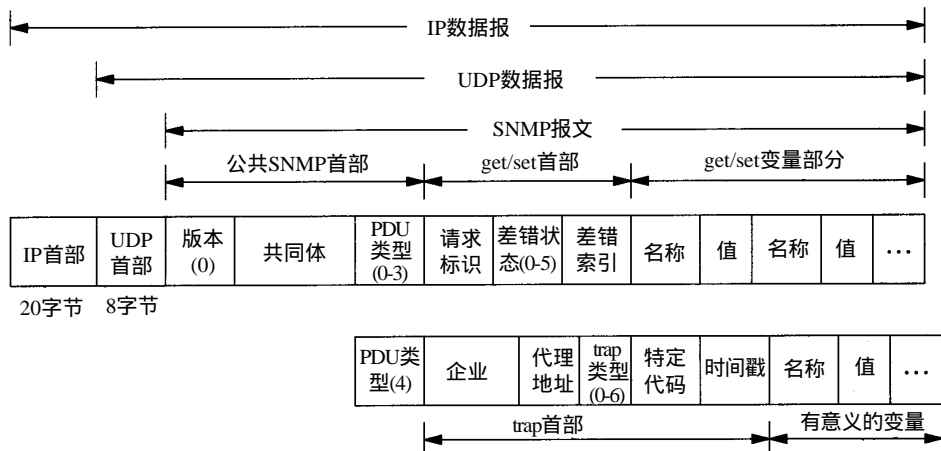 IP数据报
UDP数据报
SNMP报文
公共SNMP首部 get/set首部 get/set变量部分
IP首部
UDP
首部
版本
(0)
共同体
PDU
类型
(0-3)
请求
标识
差错状
态(0-5)
差错
索引
名称
值
名称
值
…
20字节 8字节
PDU类
型(4)
企业
代理
地址
trap
类型
(0-6)
特定
代码
时间戳
名称
值
…
trap首部 有意义的变量